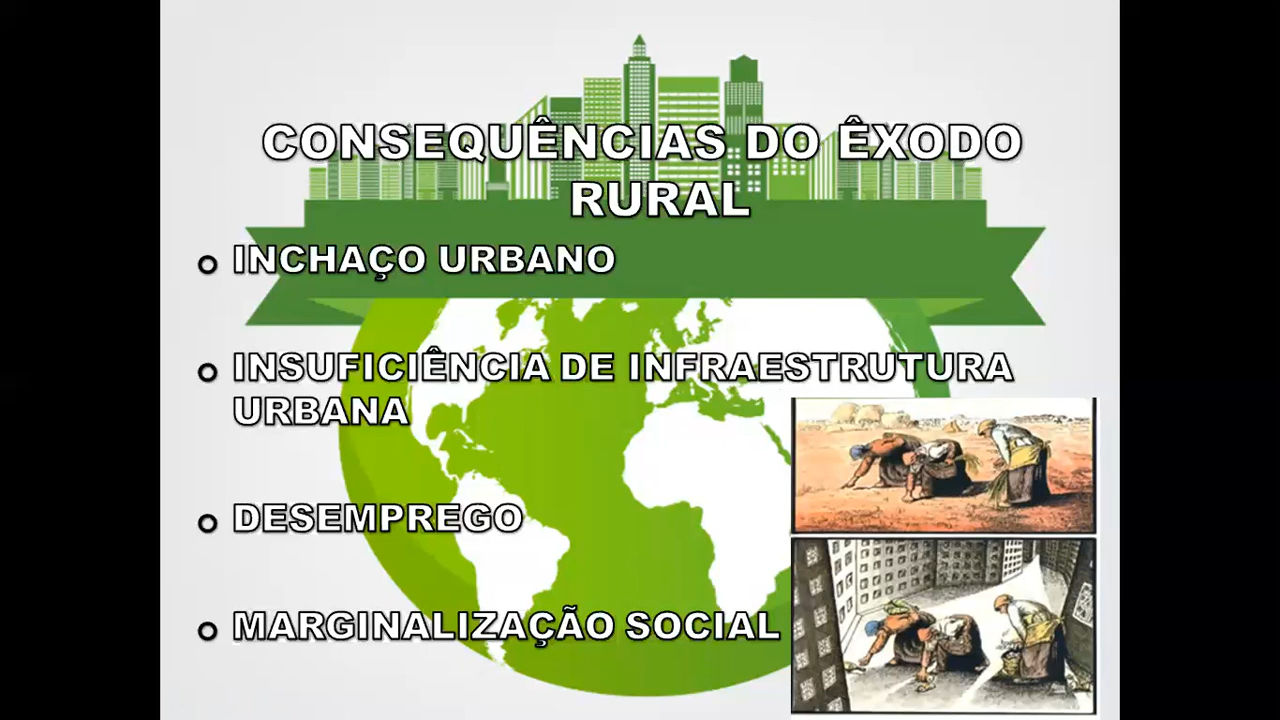 CONSEQUÊNCIAS DO ÊXODO
RURAL
INCHAÇO URBANO
INSUFICIÊNCIA DE INFRAESTRUTURA
URBANA
DESEMPREGO
MARGINALIZAÇÃO SOCIAL